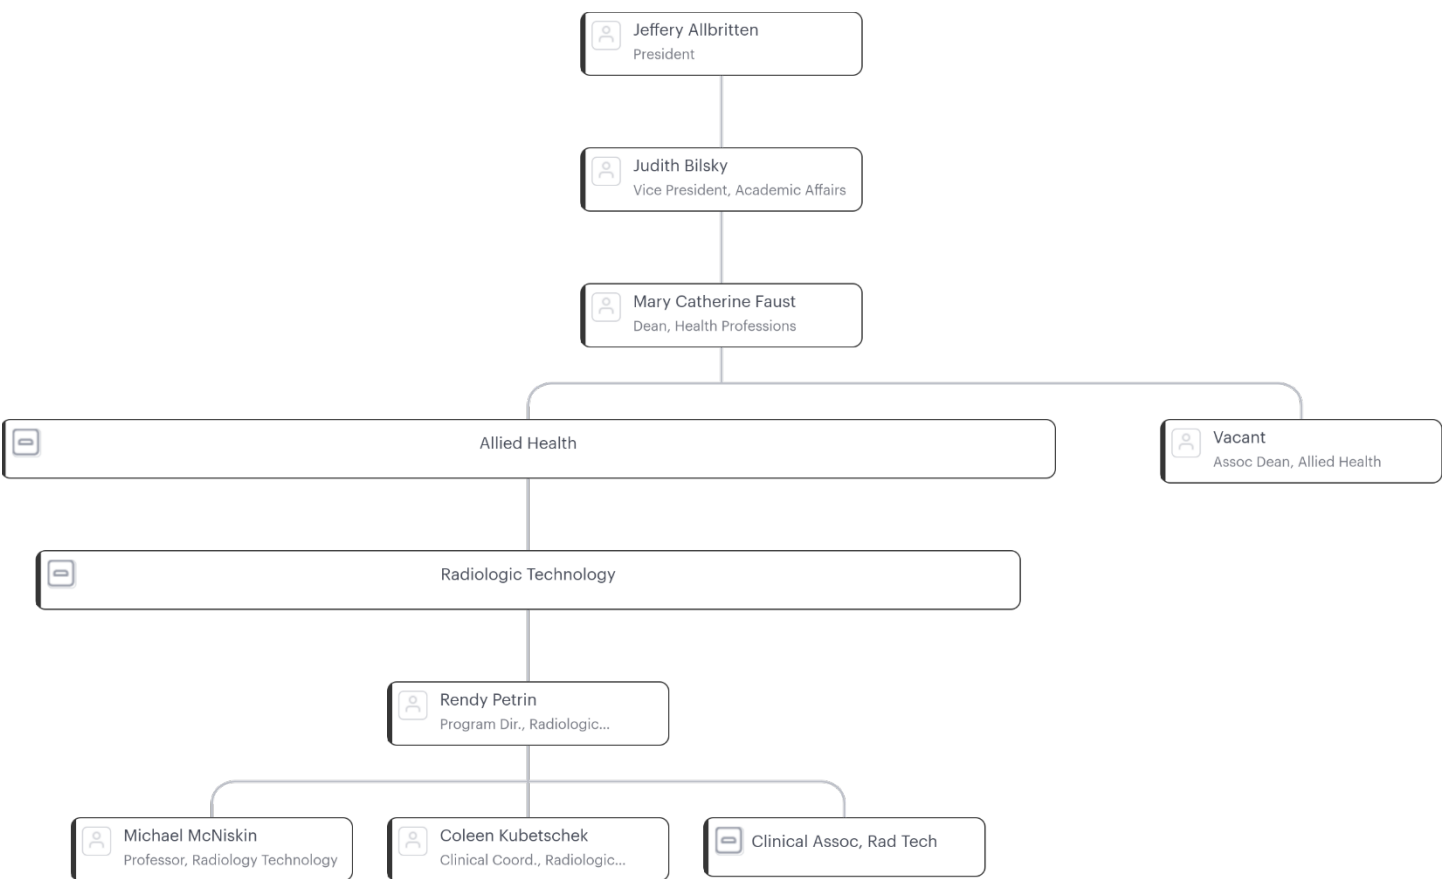 Jeffery Allbritten
President
Judith Bilsky
Vice President, Academic Affairs
Mary Catherine Faust
Dean, Health Professions
Allied Health
Vacant
Assoc Dean, Allied Health
Radiologic Technology
Rendy Petrin
Program Dir., Radiologic...
Michael McNiskin
Professor, Radiology Technology
Coleen Kubetschek
Clinical Coord., Radiologic...
Clinical Assoc, Rad Tech